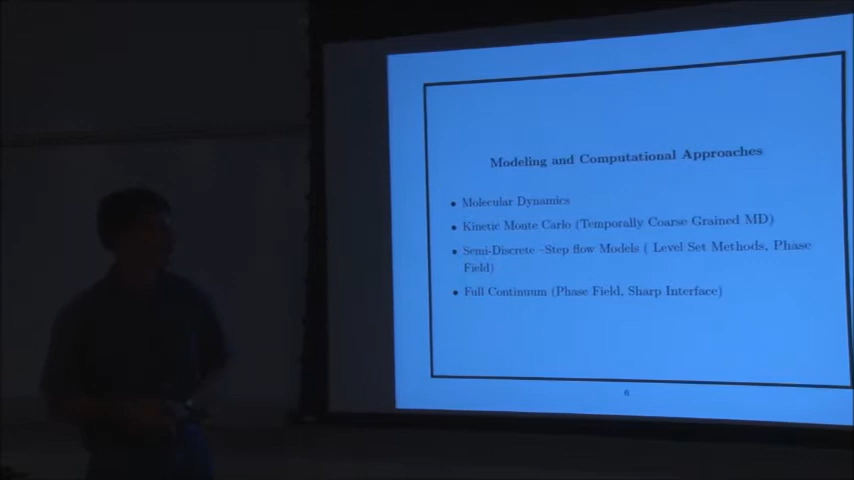 Modeling and Computational Approaches
• Molecular Dynamics
• Kinetic Monte Carlo (Temporally Coarse Grained MD)
• Semi-Discrete –Step flow Models ( Level Set Methods, Phase
Field)
• Full Continuum (Phase Field, Sharp Interface)
6